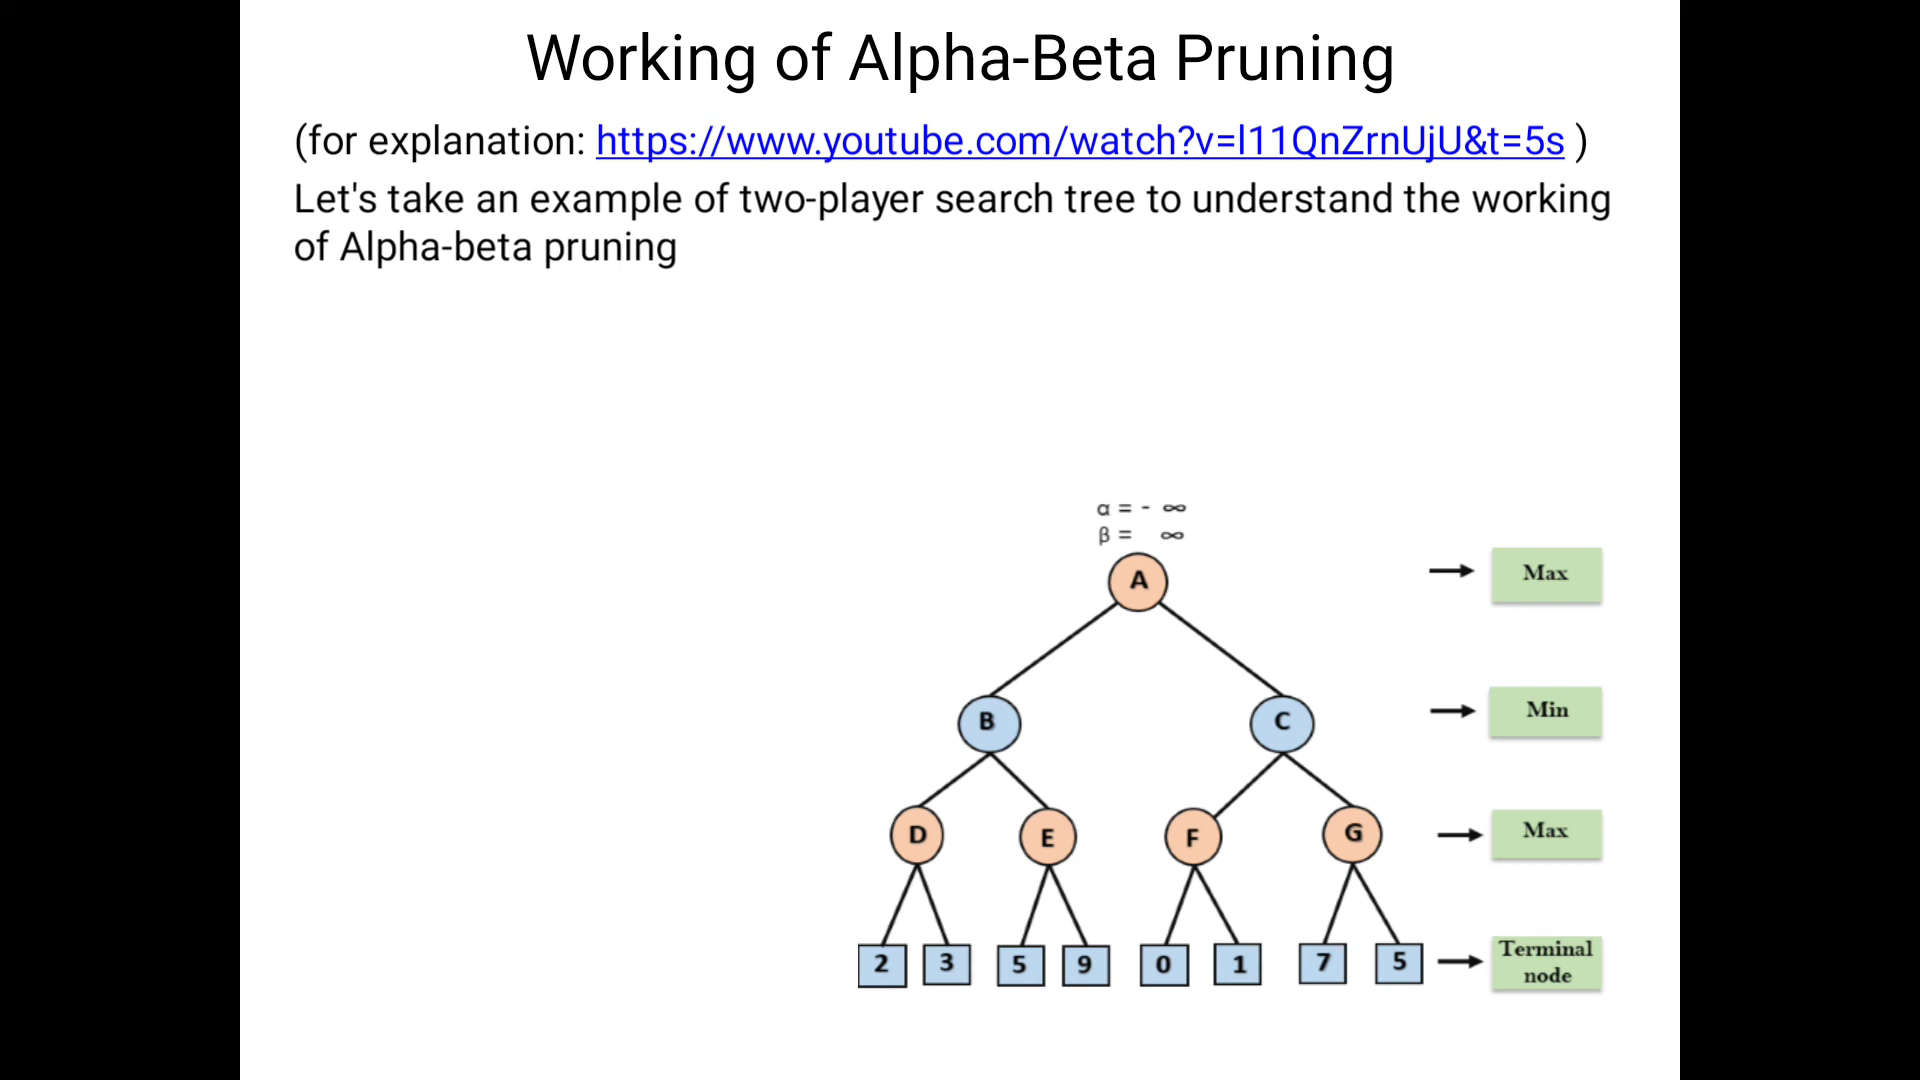 Working of Alpha-Beta Pruning
(for explanation: https://www.youtube.com/watch?v=l11QnZrnUjU&t=5s )
Let's take an example of two-player search tree to understand the working
of Alpha-beta pruning
α = - ∞
β = ∞
A
Max
B
C
Min
D
E
F
G
Max
2
3
5
9
0
1
7
5
Terminal
node